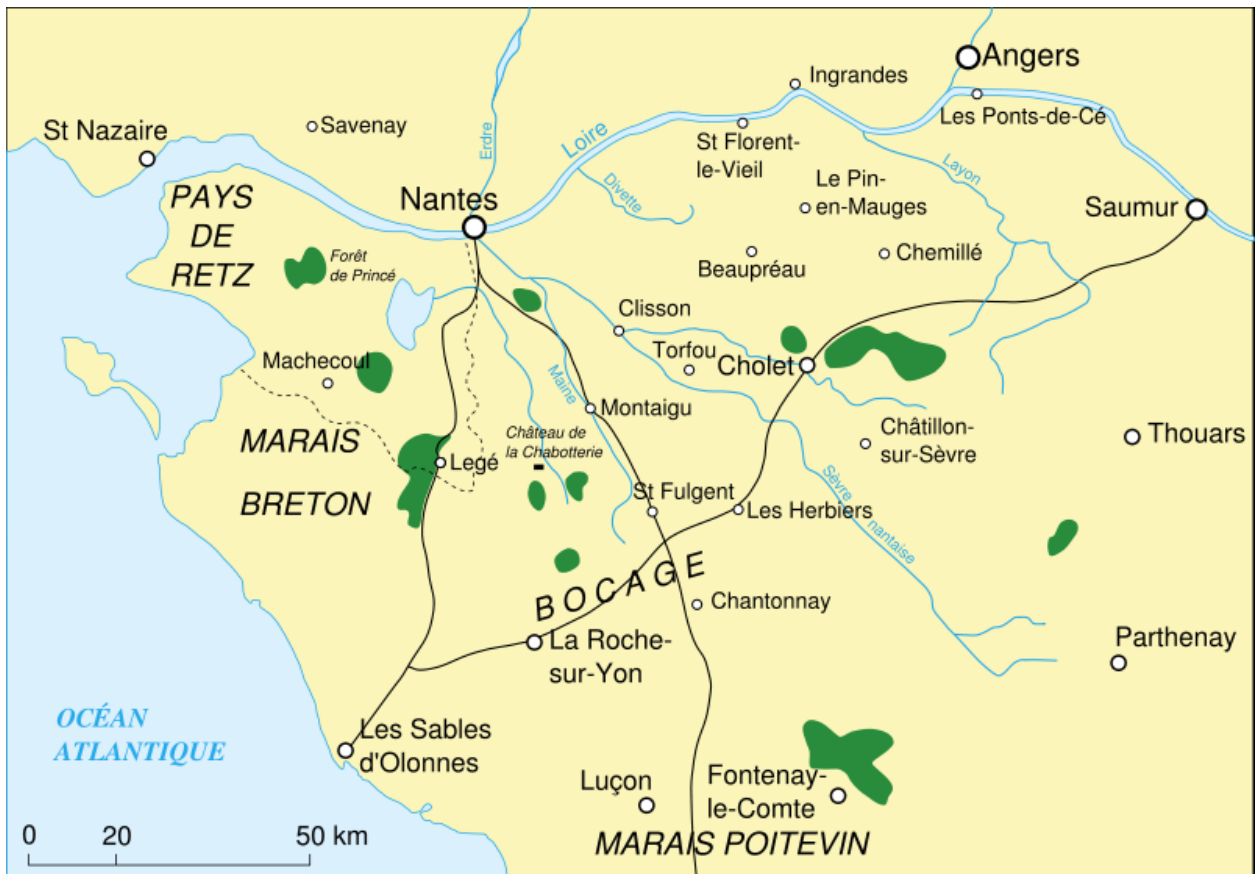 Angers
Ingrandes
Les Ponts-de-Cé
St Nazaire
Savenay
Erdre
Loire
St Florent-
le-Vieil
Layon
PAYS
DE
RETZ
Nantes
Divette
Le Pin-
en-Mauges
Saumur
Forêt
de Princé
Beaupréau
Chemillé
Clisson
Machecoul
Torfou
Cholet
Maine
Montaigu
MARAIS
BRETON
Château de
la Chabotterie
Châtillon-
sur-Sèvre
Thouars
Legé
Sèvre
nantaise
St Fulgent
Les Herbiers
BOCAGE
Chantonnay
La Roche-
sur-Yon
Parthenay
OCÉAN
ATLANTIQUE
Les Sables
d'Olonnes
Luçon
Fontenay-
le-Comte
MARAIS POITEVIN
0 20 50 km